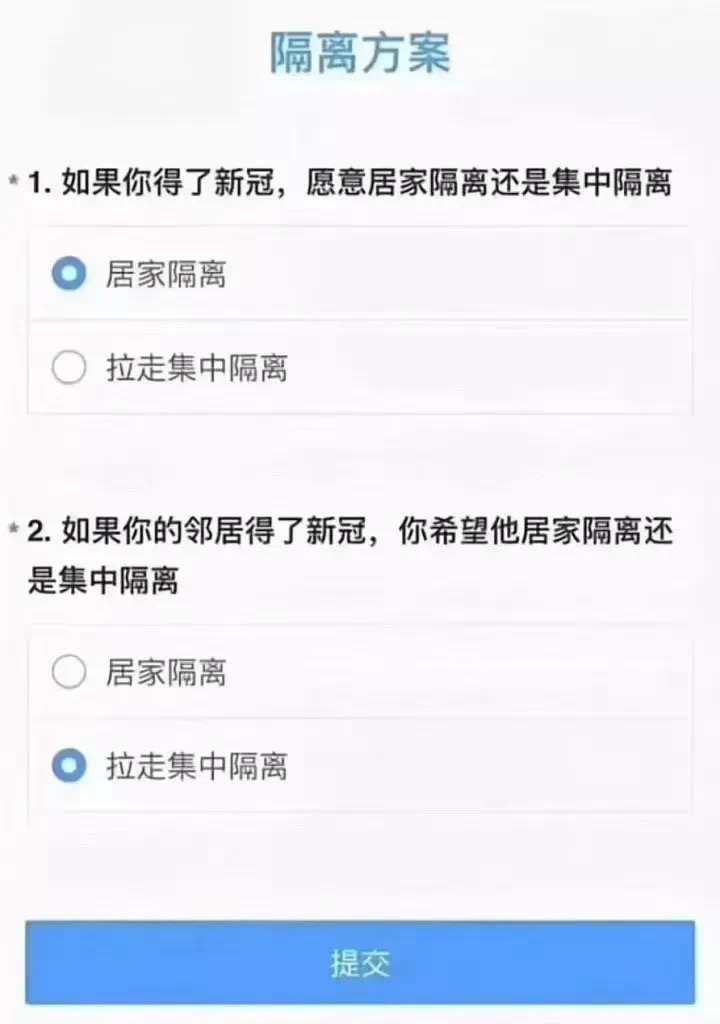 隔离方案
* 1. 如果你得了新冠，愿意居家隔离还是集中隔离
居家隔离
拉走集中隔离
* 2. 如果你的邻居得了新冠，你希望他居家隔离还
是集中隔离
居家隔离
拉走集中隔离
提交